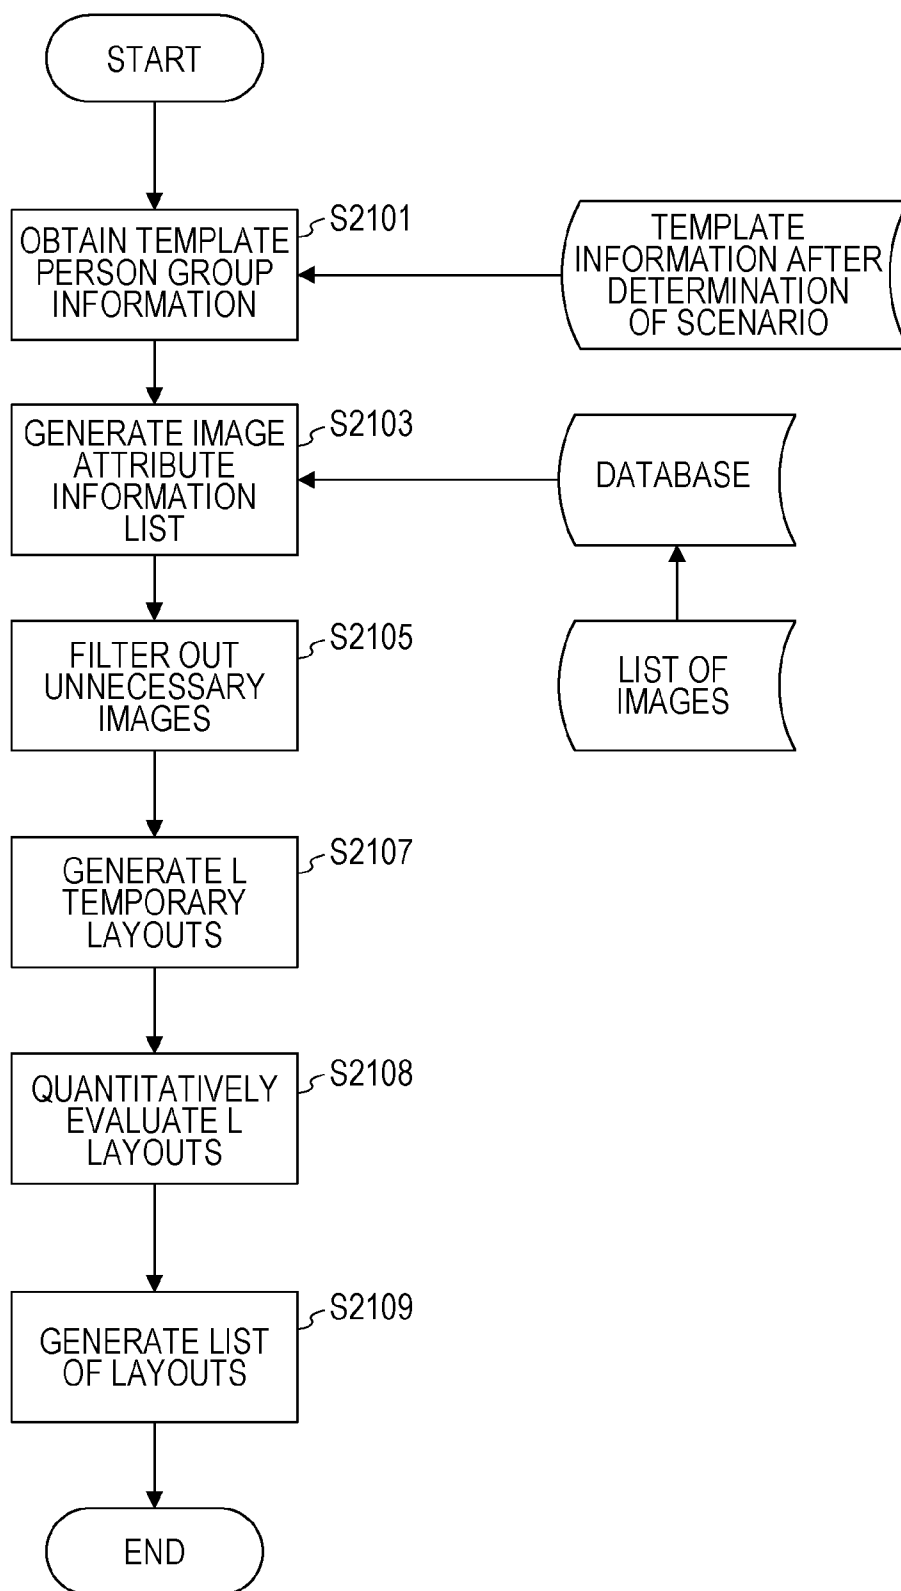 START
S2101
OBTAIN TEMPLATE
PERSON GROUP
INFORMATION
TEMPLATE
INFORMATION AFTER
DETERMINATION
OF SCENARIO
S2103
GENERATE IMAGE
ATTRIBUTE
INFORMATION
LIST
DATABASE
S2105
FILTER OUT
UNNECESSARY
IMAGES
LIST OF
IMAGES
S2107
GENERATE L
TEMPORARY
LAYOUTS
S2108
QUANTITATIVELY
EVALUATE L
LAYOUTS
S2109
GENERATE LIST
OF LAYOUTS
END